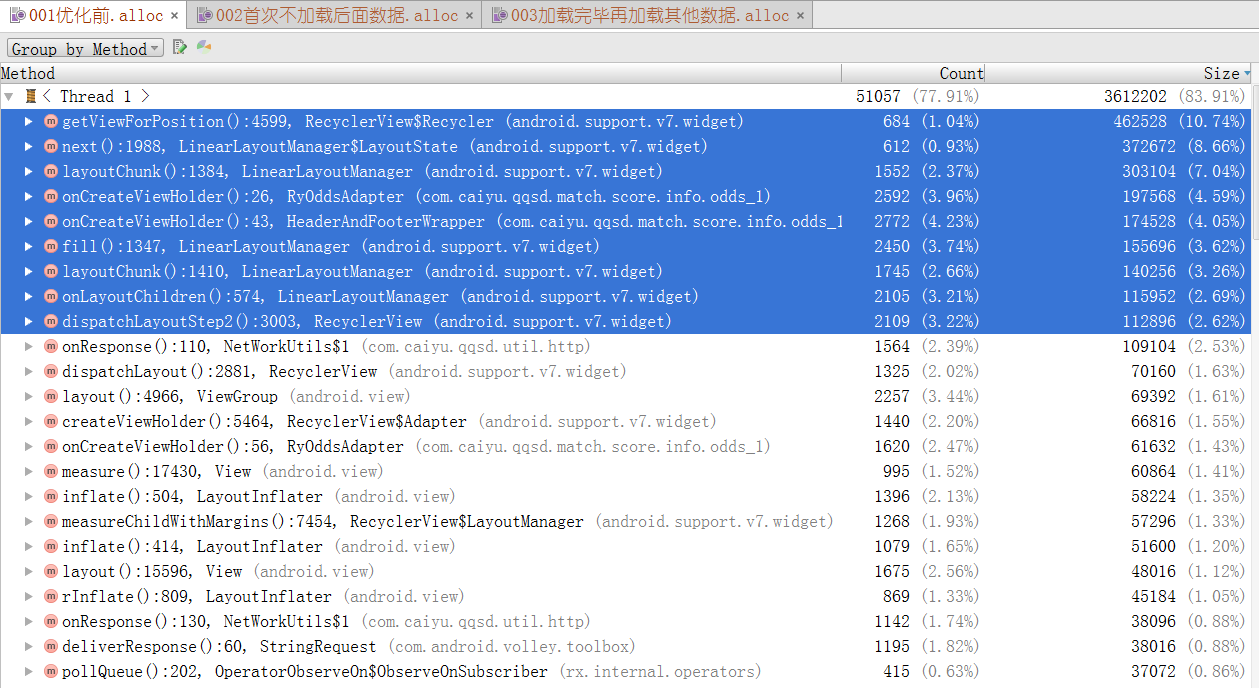 001优化前.alloc × 002首次不加载后面数据.alloc × 003加载完毕再加载其他数据.alloc ×
Group by Method
Method Count Size
< Thread 1 > 51057 (77.91%) 3612202 (83.91%)
getViewForPosition():4599, RecyclerView$Recycler (android.support.v7.widget) 684 (1.04%) 462528 (10.74%)
next():1988, LinearLayoutManager$LayoutState (android.support.v7.widget) 612 (0.93%) 372672 (8.66%)
layoutChunk():1384, LinearLayoutManager (android.support.v7.widget) 1552 (2.37%) 303104 (7.04%)
onCreateViewHolder():26, RyOddsAdapter (com.caiyu.qqsd.match.score.info.odds_1) 2592 (3.96%) 197568 (4.59%)
onCreateViewHolder():43, HeaderAndFooterWrapper (com.caiyu.qqsd.match.score.info.odds_1 2772 (4.23%) 174528 (4.05%)
fill():1347, LinearLayoutManager (android.support.v7.widget) 2450 (3.74%) 155696 (3.62%)
layoutChunk():1410, LinearLayoutManager (android.support.v7.widget) 1745 (2.66%) 140256 (3.26%)
onLayoutChildren():574, LinearLayoutManager (android.support.v7.widget) 2105 (3.21%) 115952 (2.69%)
dispatchLayoutStep2():3003, RecyclerView (android.support.v7.widget) 2109 (3.22%) 112896 (2.62%)
onResponse():110, NetWorkUtils$1 (com.caiyu.qqsd.util.http) 1564 (2.39%) 109104 (2.53%)
dispatchLayout():2881, RecyclerView (android.support.v7.widget) 1325 (2.02%) 70160 (1.63%)
layout():4966, ViewGroup (android.view) 2257 (3.44%) 69392 (1.61%)
createViewHolder():5464, RecyclerView$Adapter (android.support.v7.widget) 1440 (2.20%) 66816 (1.55%)
onCreateViewHolder():56, RyOddsAdapter (com.caiyu.qqsd.match.score.info.odds_1) 1620 (2.47%) 61632 (1.43%)
measure():17430, View (android.view) 995 (1.52%) 60864 (1.41%)
inflate():504, LayoutInflater (android.view) 1396 (2.13%) 58224 (1.35%)
measureChildWithMargins():7454, RecyclerView$LayoutManager (android.support.v7.widget) 1268 (1.93%) 57296 (1.33%)
inflate():414, LayoutInflater (android.view) 1079 (1.65%) 51600 (1.20%)
layout():15596, View (android.view) 1675 (2.56%) 48016 (1.12%)
rInflate():809, LayoutInflater (android.view) 869 (1.33%) 45184 (1.05%)
onResponse():130, NetWorkUtils$1 (com.caiyu.qqsd.util.http) 1142 (1.74%) 38096 (0.88%)
deliverResponse():60, StringRequest (com.android.volley.toolbox) 1195 (1.82%) 38016 (0.88%)
pollQueue():202, OperatorObserveOn$ObserveOnSubscriber (rx.internal.operators) 415 (0.63%) 37072 (0.86%)